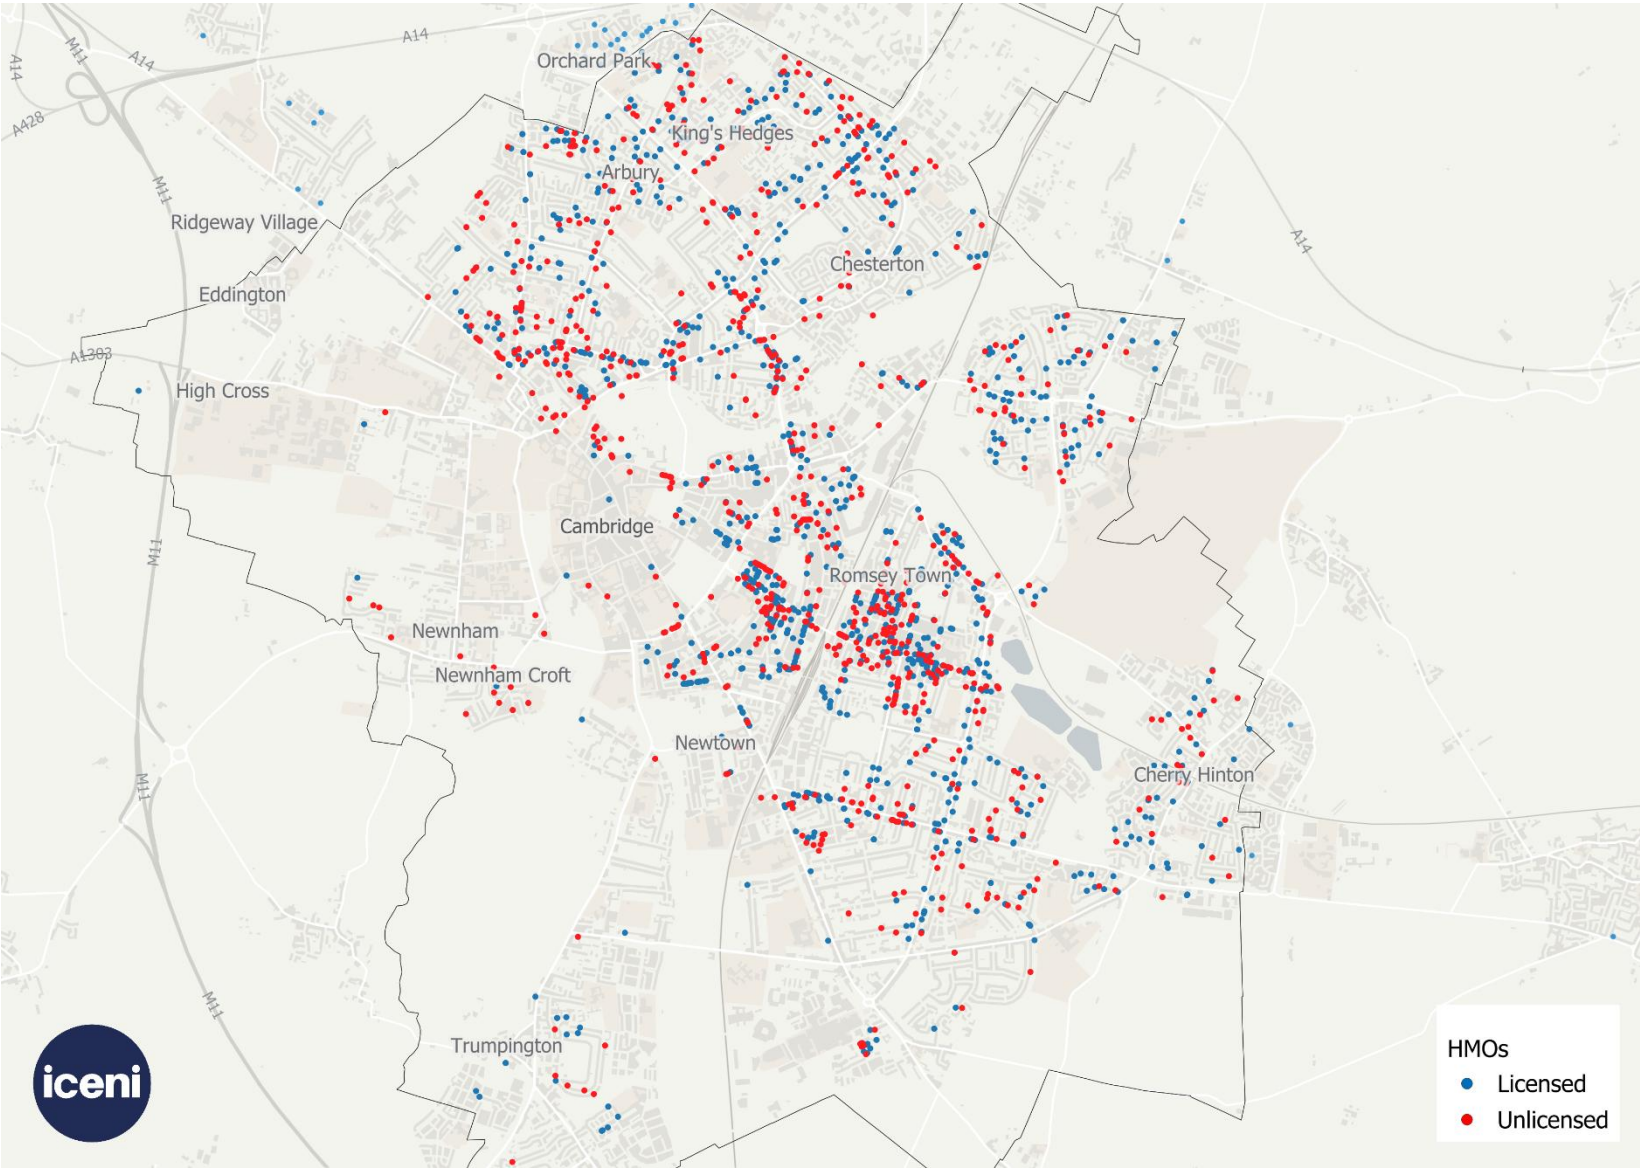 A14
M11
A14
A14
Orchard Park
A428
King's Hedges
Arbury
M11
Ridgeway Village
A14
Chesterton
Eddington
A1303
High Cross
Cambridge
M11
Romsey Town
Newnham
Newnham Croft
Newtown
Cherry Hinton
M11
M11
Trumpington
iceni
HMOs
Licensed
Unlicensed